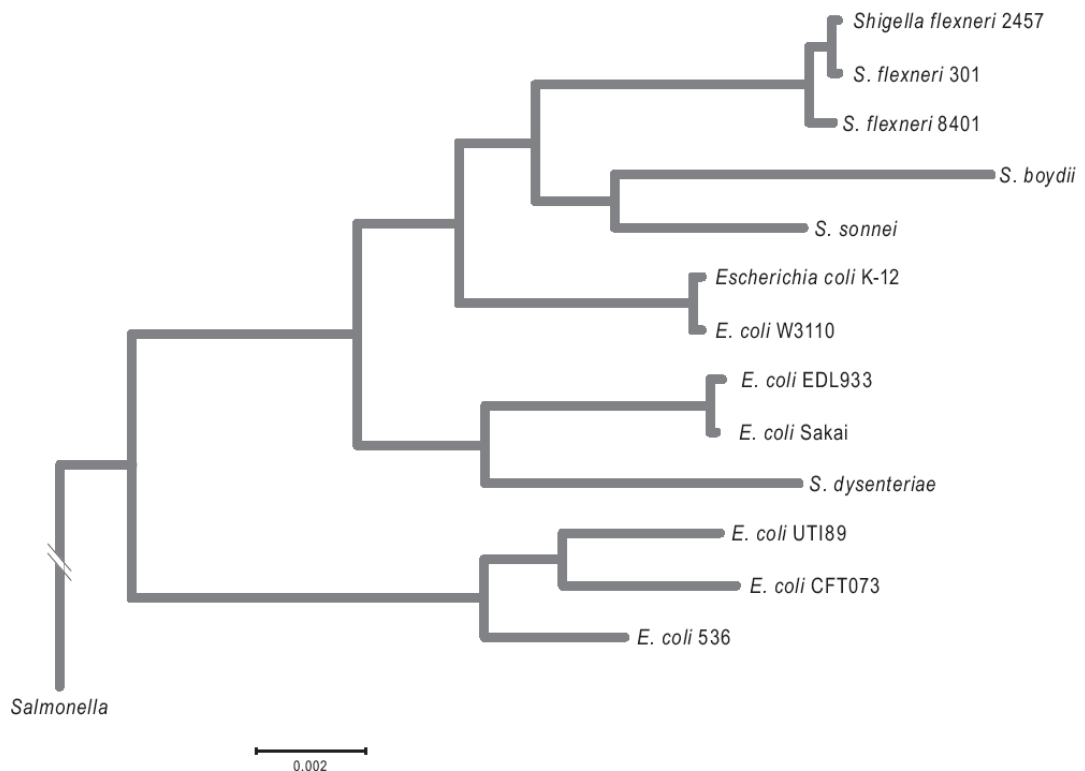 Shigella flexneri 2457
S. flexneri 301
S. flexneri 8401
S. boydii
S. sonnei
Escherichia coli K-12
E. coli W3110
E. coli EDL933
E. coli Sakai
S. dysenteriae
E. coli UTI89
E. coli CFT073
E. coli 536
Salmonella
0.002